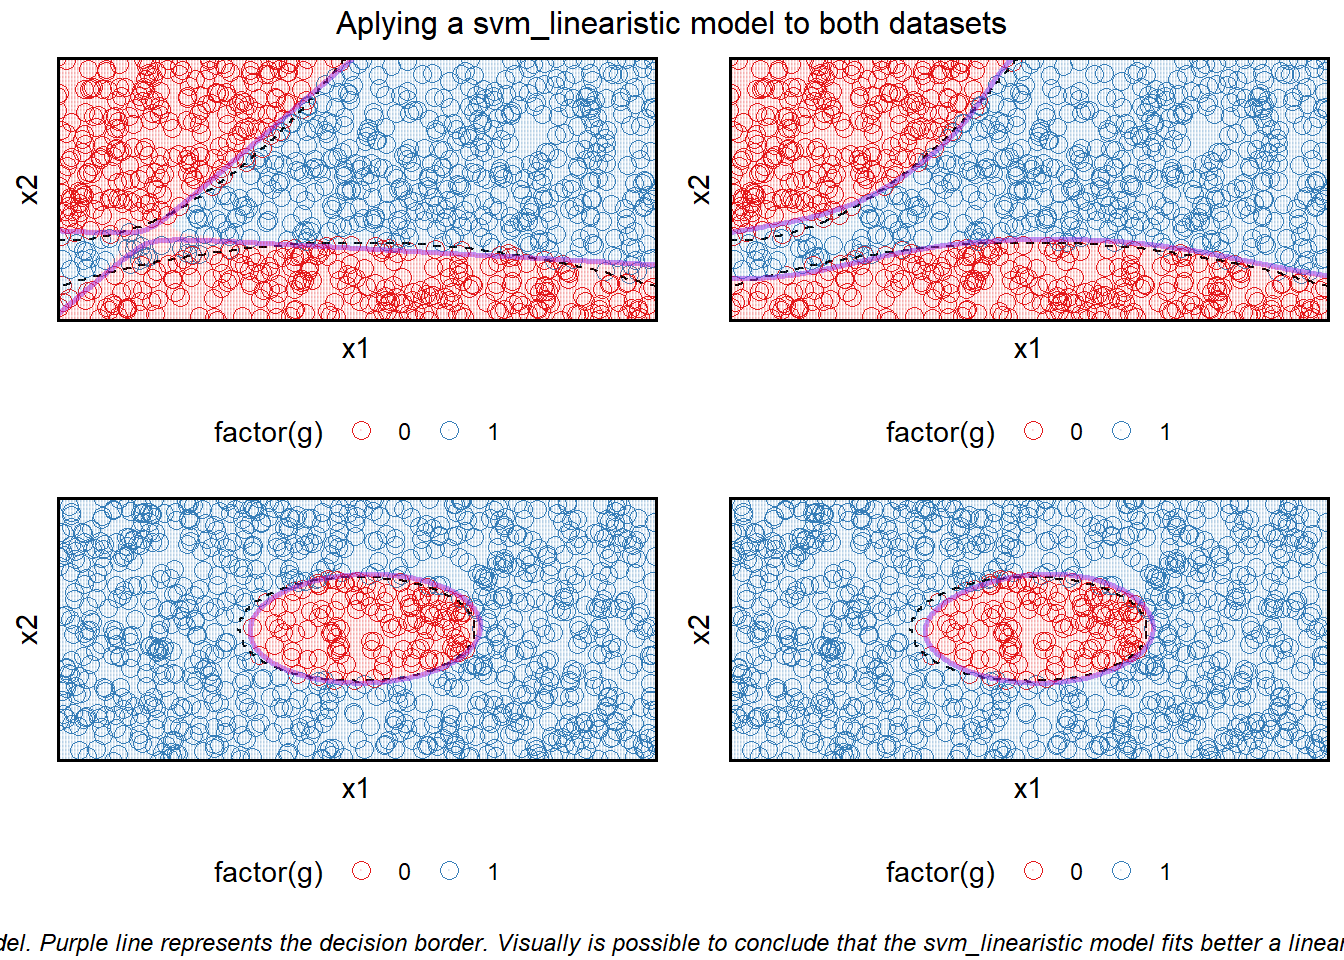 Aplying a svm_linearistic model to both datasets
x2
x2
x1
x1
factor(g) 0 1
factor(g) 0 1
x2
x2
x1
x1
factor(g) 0 1
factor(g) 0 1
del. Purple line represents the decision border. Visually is possible to conclude that the svm_linearistic model fits better a linear